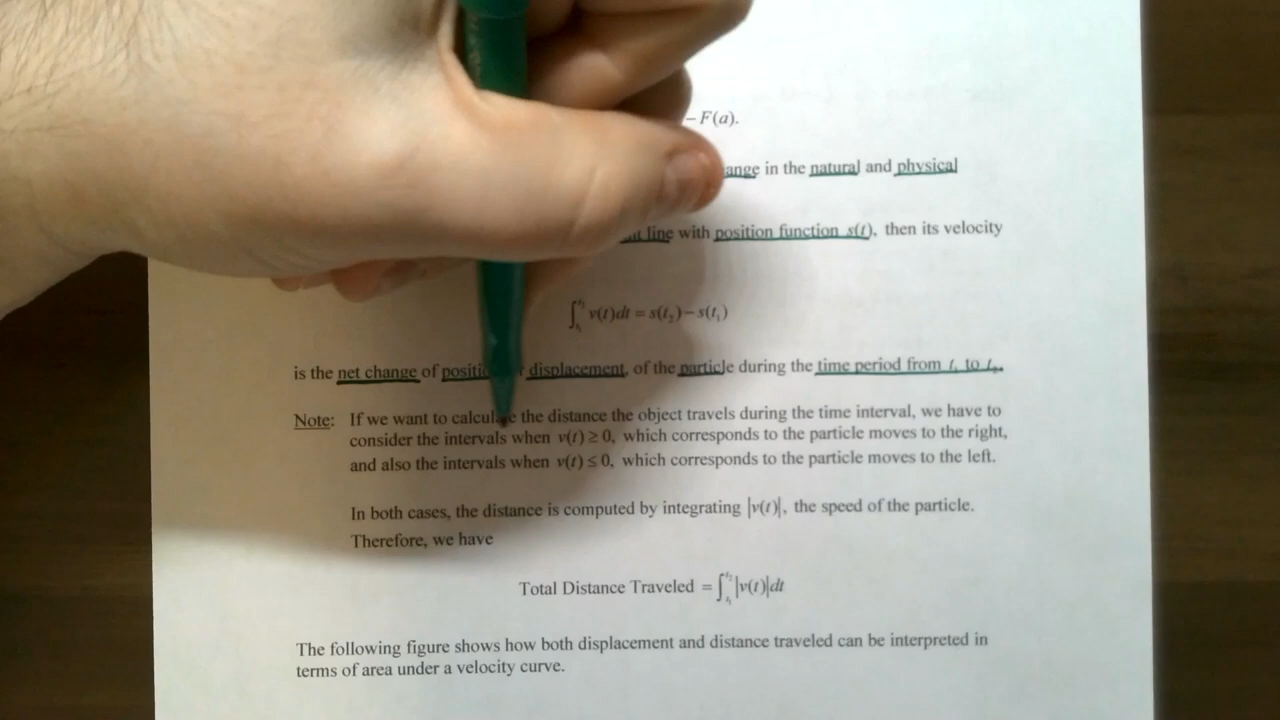 – F(a).
ange in the natural and physical
line with position function s(t), then its velocity
∫_{t₁}^{t₂} v(t)dt = s(t₂) – s(t₁)
is the net change of displacement, of the particle during the time period from t₁ to t₂.
Note: If we want to the distance the object travels during the time interval, we have to
consider the intervals when v(t) ≥ 0, which corresponds to the particle moves to the right,
and also the intervals when v(t) ≤ 0, which corresponds to the particle moves to the left.
In both cases, the distance is computed by integrating |v(t)|, the speed of the particle.
Therefore, we have
Total Distance Traveled = ∫_{t₁}^{t₂} |v(t)|dt
The following figure shows how both displacement and distance traveled can be interpreted in
terms of area under a velocity curve.